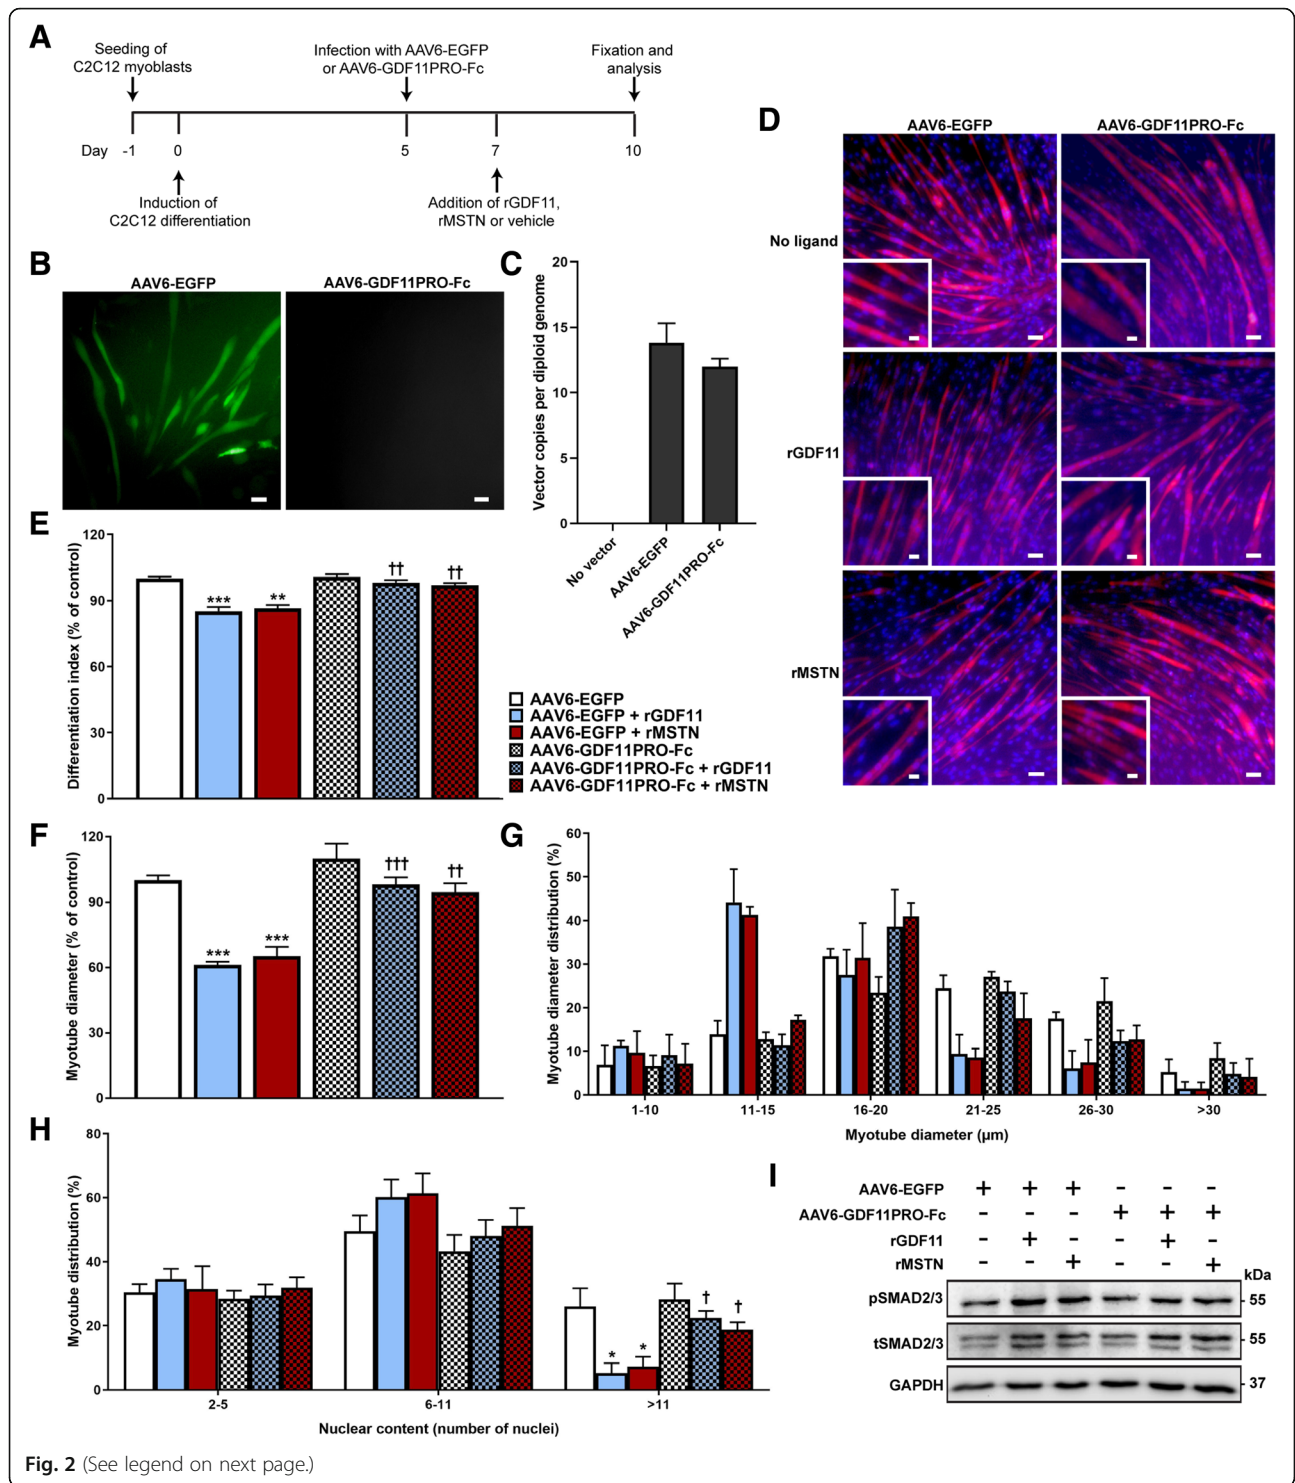 A
Seeding of
C2C12 myoblasts
Infection with AAV6-EGFP
or AAV6-GDF11PRO-Fc
Fixation and
analysis
Day -1 0 5 7 10
Induction of
C2C12 differentiation
Addition of rGDF11,
rMSTN or vehicle
B
AAV6-EGFP AAV6-GDF11PRO-Fc
C
Vector copies per diploid genome
20
15
10
5
0
No vector
AAV6-EGFP
AAV6-GDF11PRO-Fc
D
AAV6-EGFP AAV6-GDF11PRO-Fc
No ligand
rGDF11
rMSTN
E
Differentiation index (% of control)
120
90
60
30
0
*** ** †† ††
AAV6-EGFP
AAV6-EGFP + rGDF11
AAV6-EGFP + rMSTN
AAV6-GDF11PRO-Fc
AAV6-GDF11PRO-Fc + rGDF11
AAV6-GDF11PRO-Fc + rMSTN
F
Myotube diameter (% of control)
120
90
60
30
0
*** *** ††† ††
G
Myotube diameter distribution (%)
60
50
40
30
20
10
0
1-10 11-15 16-20 21-25 26-30 >30
Myotube diameter (µm)
H
Myotube distribution (%)
80
60
40
20
0
* * † †
2-5 6-11 >11
Nuclear content (number of nuclei)
I
AAV6-EGFP + + + - - -
AAV6-GDF11PRO-Fc - - - + + +
rGDF11 - + - - + -
rMSTN - - + - - +
kDa
pSMAD2/3 55
tSMAD2/3 55
GAPDH 37
Fig. 2 (See legend on next page.)